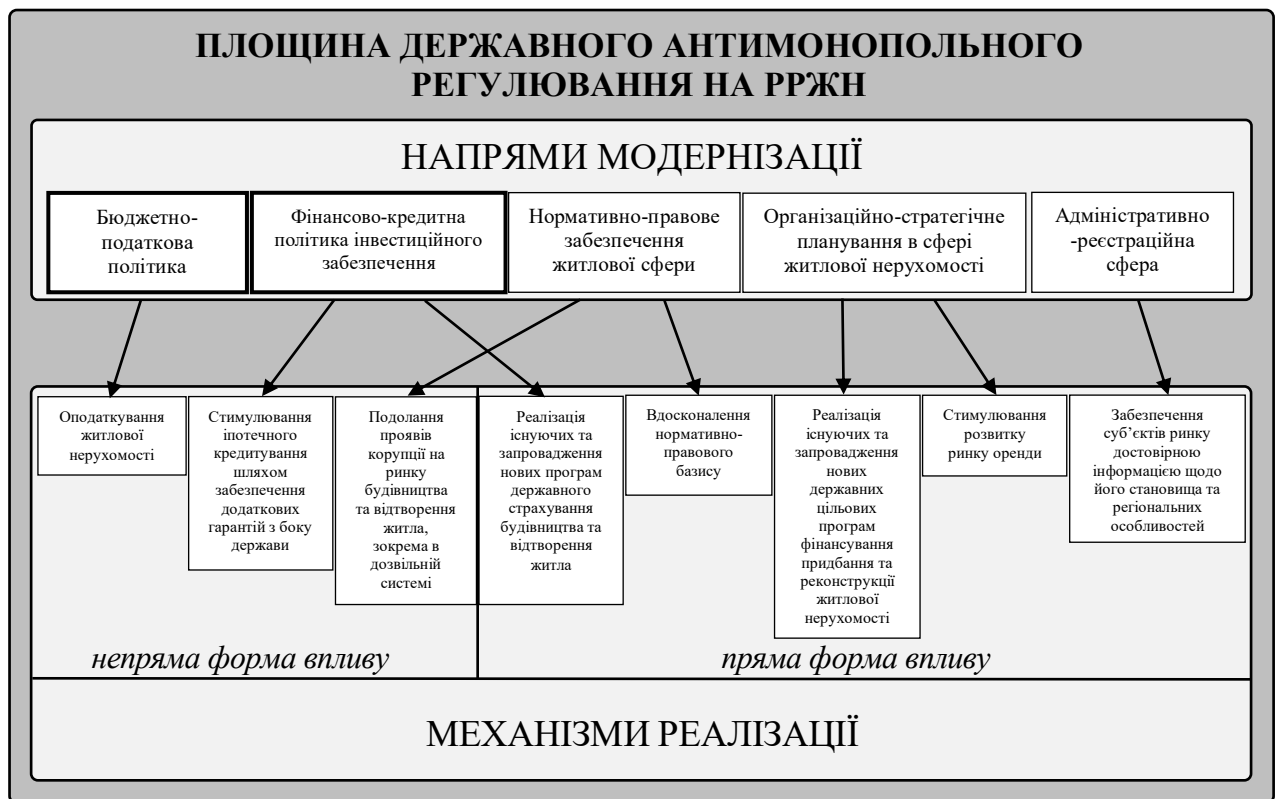 ПЛОЩИНА ДЕРЖАВНОГО АНТИМОНОПОЛЬНОГО
РЕГУЛЮВАННЯ НА РРЖН
НАПРЯМИ МОДЕРНІЗАЦІЇ
Бюджетно-
податкова
політика
Фінансово-кредитна
політика інвестиційного
забезпечення
Нормативно-правове
забезпечення
житлової сфери
Організаційно-стратегічне
планування в сфері
житлової нерухомості
Адміністративно
-реєстраційна
сфера
Оподаткування
житлової
нерухомості
Стимулювання
іпотечного
кредитування
шляхом
забезпечення
додаткових
гарантій з боку
держави
Подолання
проявів
корупції на
ринку
будівництва
та відтворення
житла,
зокрема в
дозвільній
системі
Реалізація
існуючих та
запровадження
нових програм
державного
страхування
будівництва та
відтворення
житла
Вдосконалення
нормативно-
правового
базису
Реалізація
існуючих та
запровадження
нових
державних
цільових
програм
фінансування
придбання та
реконструкції
житлової
нерухомості
Стимулювання
розвитку
ринку оренди
Забезпечення
суб’єктів ринку
достовірною
інформацією щодо
його становища та
регіональних
особливостей
непряма форма впливу
пряма форма впливу
МЕХАНІЗМИ РЕАЛІЗАЦІЇ